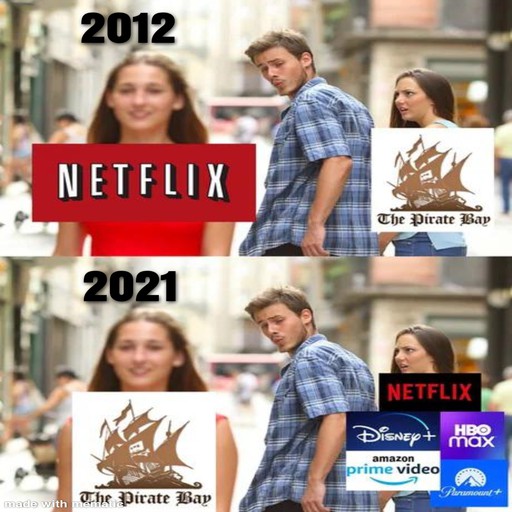 2012
NETFLIX
The Pirate Bay
2021
NETFLIX
Disney+
HBO
max
amazon
prime video
Paramount+
The Pirate Bay
made with mematic